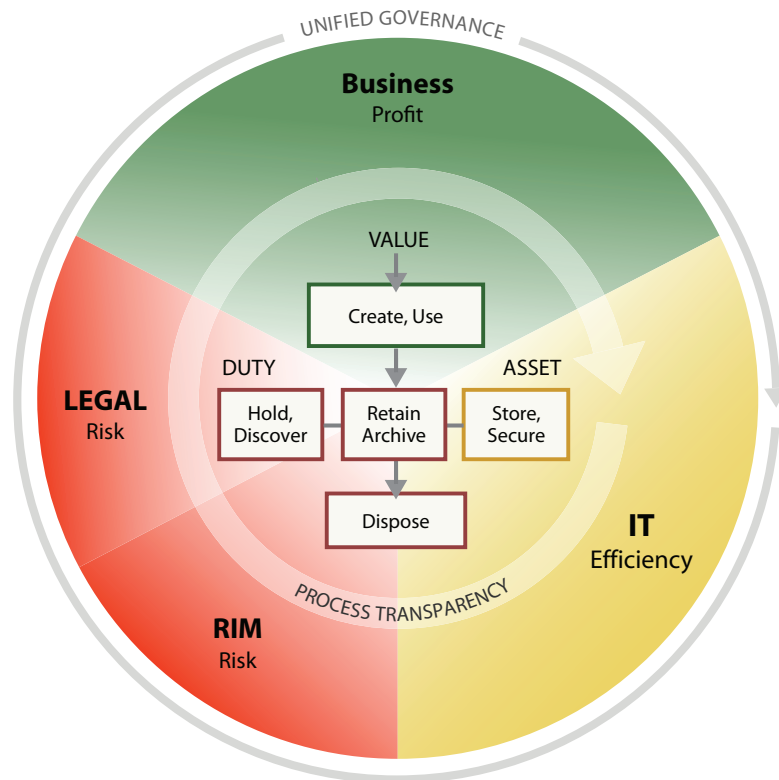 UNIFIED GOVERNANCE
Business
Profit
VALUE
Create, Use
DUTY
ASSET
LEGAL
Risk
Hold,
Discover
Retain
Archive
Store,
Secure
Dispose
IT
Efficiency
PROCESS TRANSPARENCY
RIM
Risk